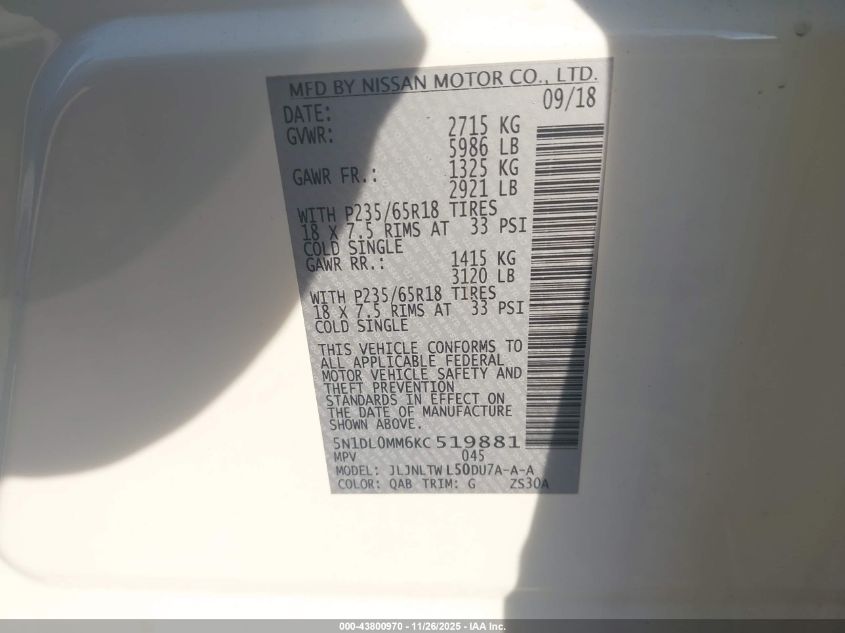 MFD BY NISSAN MOTOR CO., LTD.
DATE: 09/18
GVWR: 2715 KG
5986 LB
GAWR FR.: 1325 KG
2921 LB
WITH P235/65R18 TIRES
18 X 7.5 RIMS AT 33 PSI
COLD SINGLE
GAWR RR.: 1415 KG
3120 LB
WITH P235/65R18 TIRES
18 X 7.5 RIMS AT 33 PSI
COLD SINGLE
THIS VEHICLE CONFORMS TO
ALL APPLICABLE FEDERAL
MOTOR VEHICLE SAFETY AND
THEFT PREVENTION
STANDARDS IN EFFECT ON
THE DATE OF MANUFACTURE
SHOWN ABOVE.
5N1DL0MM6KC519881
MPV 045
MODEL: JLJNLTWL50DU7A-A-A
COLOR: QAB TRIM: G ZS30A
000-43800970 - 11/26/2025 - IAA Inc.